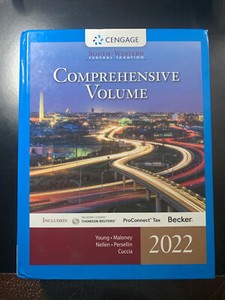 CENGAGE
SOUTH-WESTERN
FEDERAL TAXATION
COMPREHENSIVE
VOLUME
INCLUDES:
THOMSON REUTERS
ProConnect Tax
Becker
Young • Maloney
Nellen • Persellin
Cuccia
2022